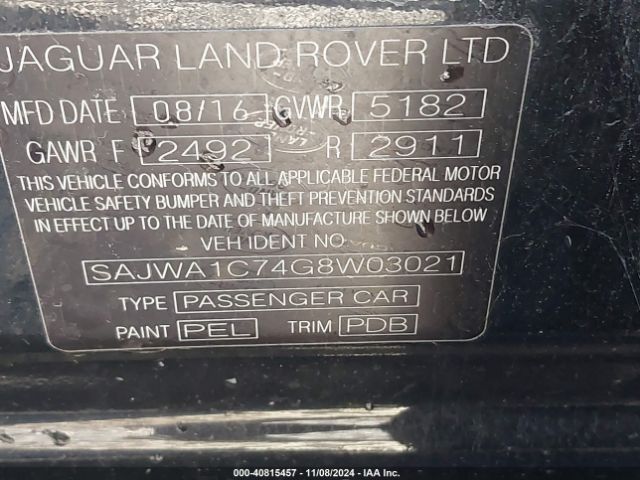 JAGUAR LAND ROVER LTD
MFD DATE 08/16 GVWR 5182
GAWR F 2492 R 2911
THIS VEHICLE CONFORMS TO ALL APPLICABLE FEDERAL MOTOR
VEHICLE SAFETY BUMPER AND THEFT PREVENTION STANDARDS
IN EFFECT UP TO THE DATE OF MANUFACTURE SHOWN BELOW
VEH IDENT NO
SAJWA1C74G8W03021
TYPE PASSENGER CAR
PAINT PEL TRIM PDB
000-40815457 - 11/08/2024 - IAA Inc.